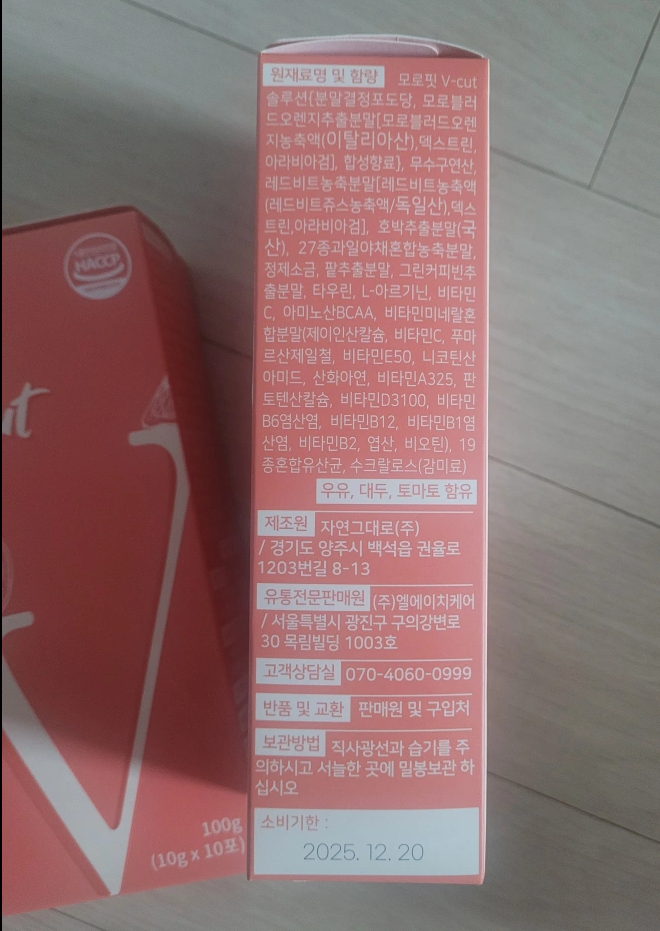 원재료명 및 함량 모로핏 V-cut
솔루션{분말결정포도당, 모로블러
드오렌지추출분말[모로블러드오렌
지농축액(이탈리아산),덱스트린,
아라비아검], 합성향료}, 무수구연산,
레드비트농축분말[레드비트농축액
(레드비트쥬스농축액/독일산),덱스
트린,아라비아검], 호박추출분말(국
산), 27종과일야채혼합농축분말,
정제소금, 팥추출분말, 그린커피빈추
출분말, 타우린, L-아르기닌, 비타민
C, 아미노산BCAA, 비타민미네랄혼
합분말(제이인산칼슘, 비타민C, 푸마
르산제일철, 비타민E50, 니코틴산
아미드, 산화아연, 비타민A325, 판
토텐산칼슘, 비타민D3100, 비타민
B6염산염, 비타민B12, 비타민B1염
산염, 비타민B2, 엽산, 비오틴), 19
종혼합유산균, 수크랄로스(감미료)
우유, 대두, 토마토 함유
제조원 자연그대로(주)
/ 경기도 양주시 백석읍 권율로
1203번길 8-13
유통전문판매원 (주)엘에이치케어
/ 서울특별시 광진구 구의강변로
30 목림빌딩 1003호
고객상담실 070-4060-0999
반품 및 교환 판매원 및 구입처
보관방법 직사광선과 습기를 주
의하시고 서늘한 곳에 밀봉보관 하
십시오
소비기한 :
2025. 12. 20
HACCP
V
100g
(10g x 10포)